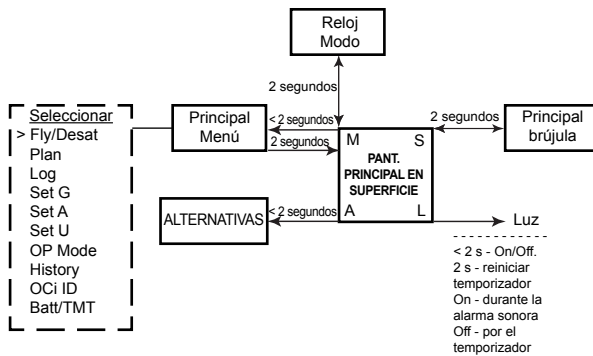 Reloj
Modo
2 segundos
Seleccionar
> Fly/Desat
Plan
Log
Set G
Set A
Set U
OP Mode
History
OCi ID
Batt/TMT
Principal
Menú
< 2 segundos
2 segundos
M S
PANT.
PRINCIPAL EN
SUPERFICIE
A L
2 segundos
Principal
brújula
ALTERNATIVAS
< 2 segundos
Luz
< 2 s - On/Off.
2 s - reiniciar
temporizador
On - durante la
alarma sonora
Off - por el
temporizador